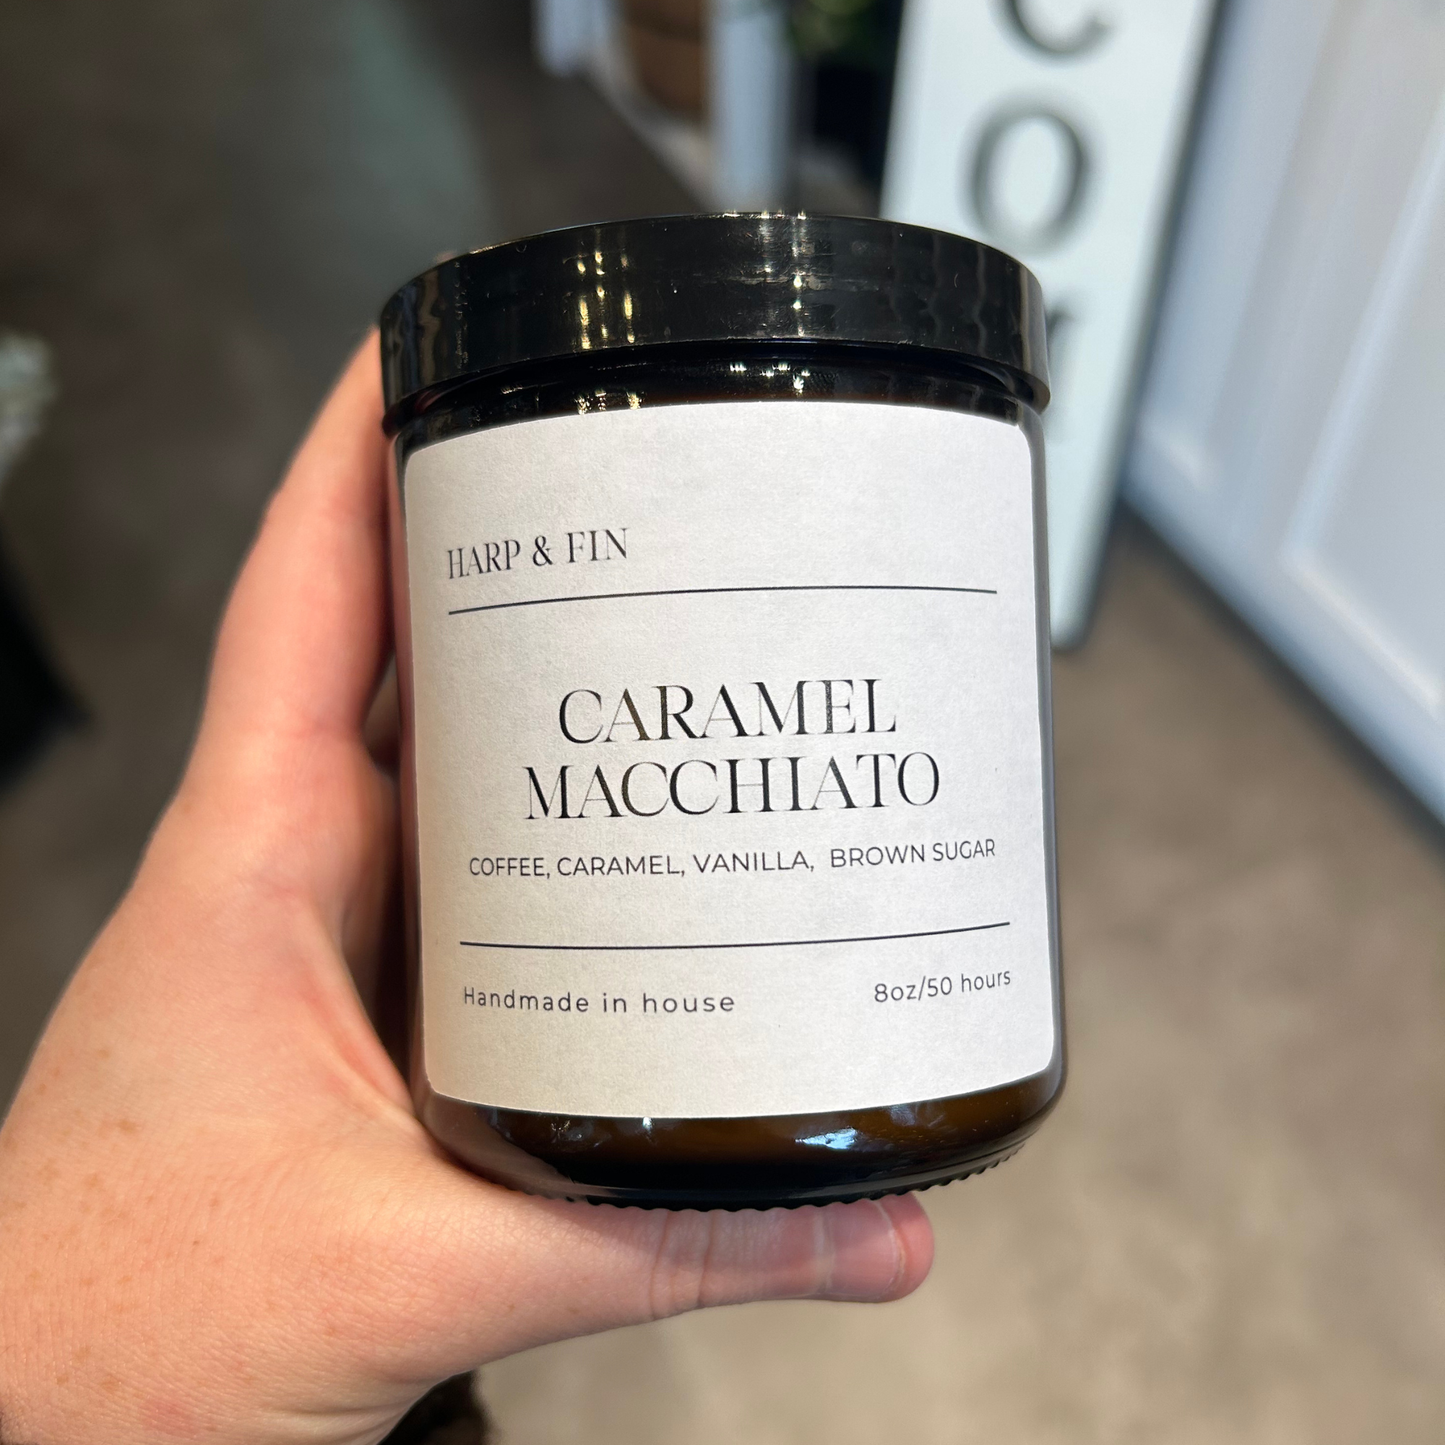 HARP & FIN
CARAMEL
MACCHIATO
COFFEE, CARAMEL, VANILLA, BROWN SUGAR
Handmade in house
8oz/50 hours